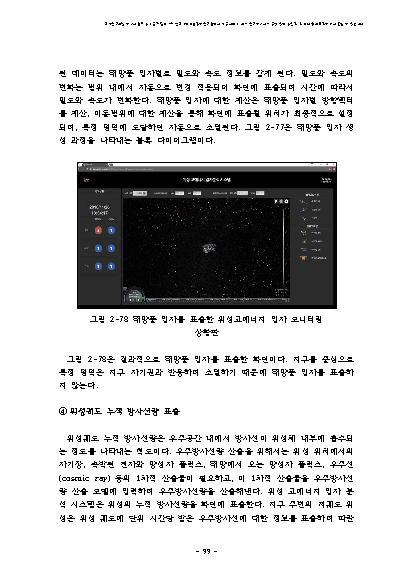 된 데이터는 태양풍 입자별로 밀도와 속도 정보를 갖게 된다. 밀도와 속도의
변화는 범위 내에서 자동으로 변경 적용되며 화면에 표출되며 시간에 따라서
밀도와 속도가 변화한다. 태양풍 입자에 대한 계산은 태양풍 입자별 방향벡터
를 계산, 이동범위에 대한 계산을 통해 화면에 표출될 위치가 최종적으로 결정
되며, 특정 영역에 도달하면 자동으로 소멸된다. 그림 2-77은 태양풍 입자 생
성 과정을 나타내는 블록 다이어그램이다.
그림 2-78 태양풍 입자를 표출한 위성고에너지 입자 모니터링
상황판
그림 2-78은 결과적으로 태양풍 입자를 표출한 화면이다. 지구를 중심으로
특정 영역은 지구 자기권과 반응하여 소멸하기 때문에 태양풍 입자를 표출하
지 않는다.
④ 위성궤도 누적 방사선량 표출
위성궤도 누적 방사선량은 우주공간 내에서 방사선이 위성체 내부에 흡수되
는 정도를 나타내는 척도이다. 우주방사선량 산출을 위해서는 위성 위치에서의
자기장, 속박된 전자와 양성자 플럭스, 태양에서 오는 양성자 플럭스, 우주선
(cosmic ray) 등의 1차적 산출물이 필요하고, 이 1차적 산출물을 우주방사선
량 산출 모델에 입력하여 우주방사선량을 산출해낸다. 위성 고에너지 입자 분
석 시스템은 위성의 누적 방사선량을 화면에 표출한다. 지구 주변의 저궤도 위
성은 위성 궤도에 단위 시간당 받은 우주방사선에 대한 정보를 표출하며 따란
- 99 -